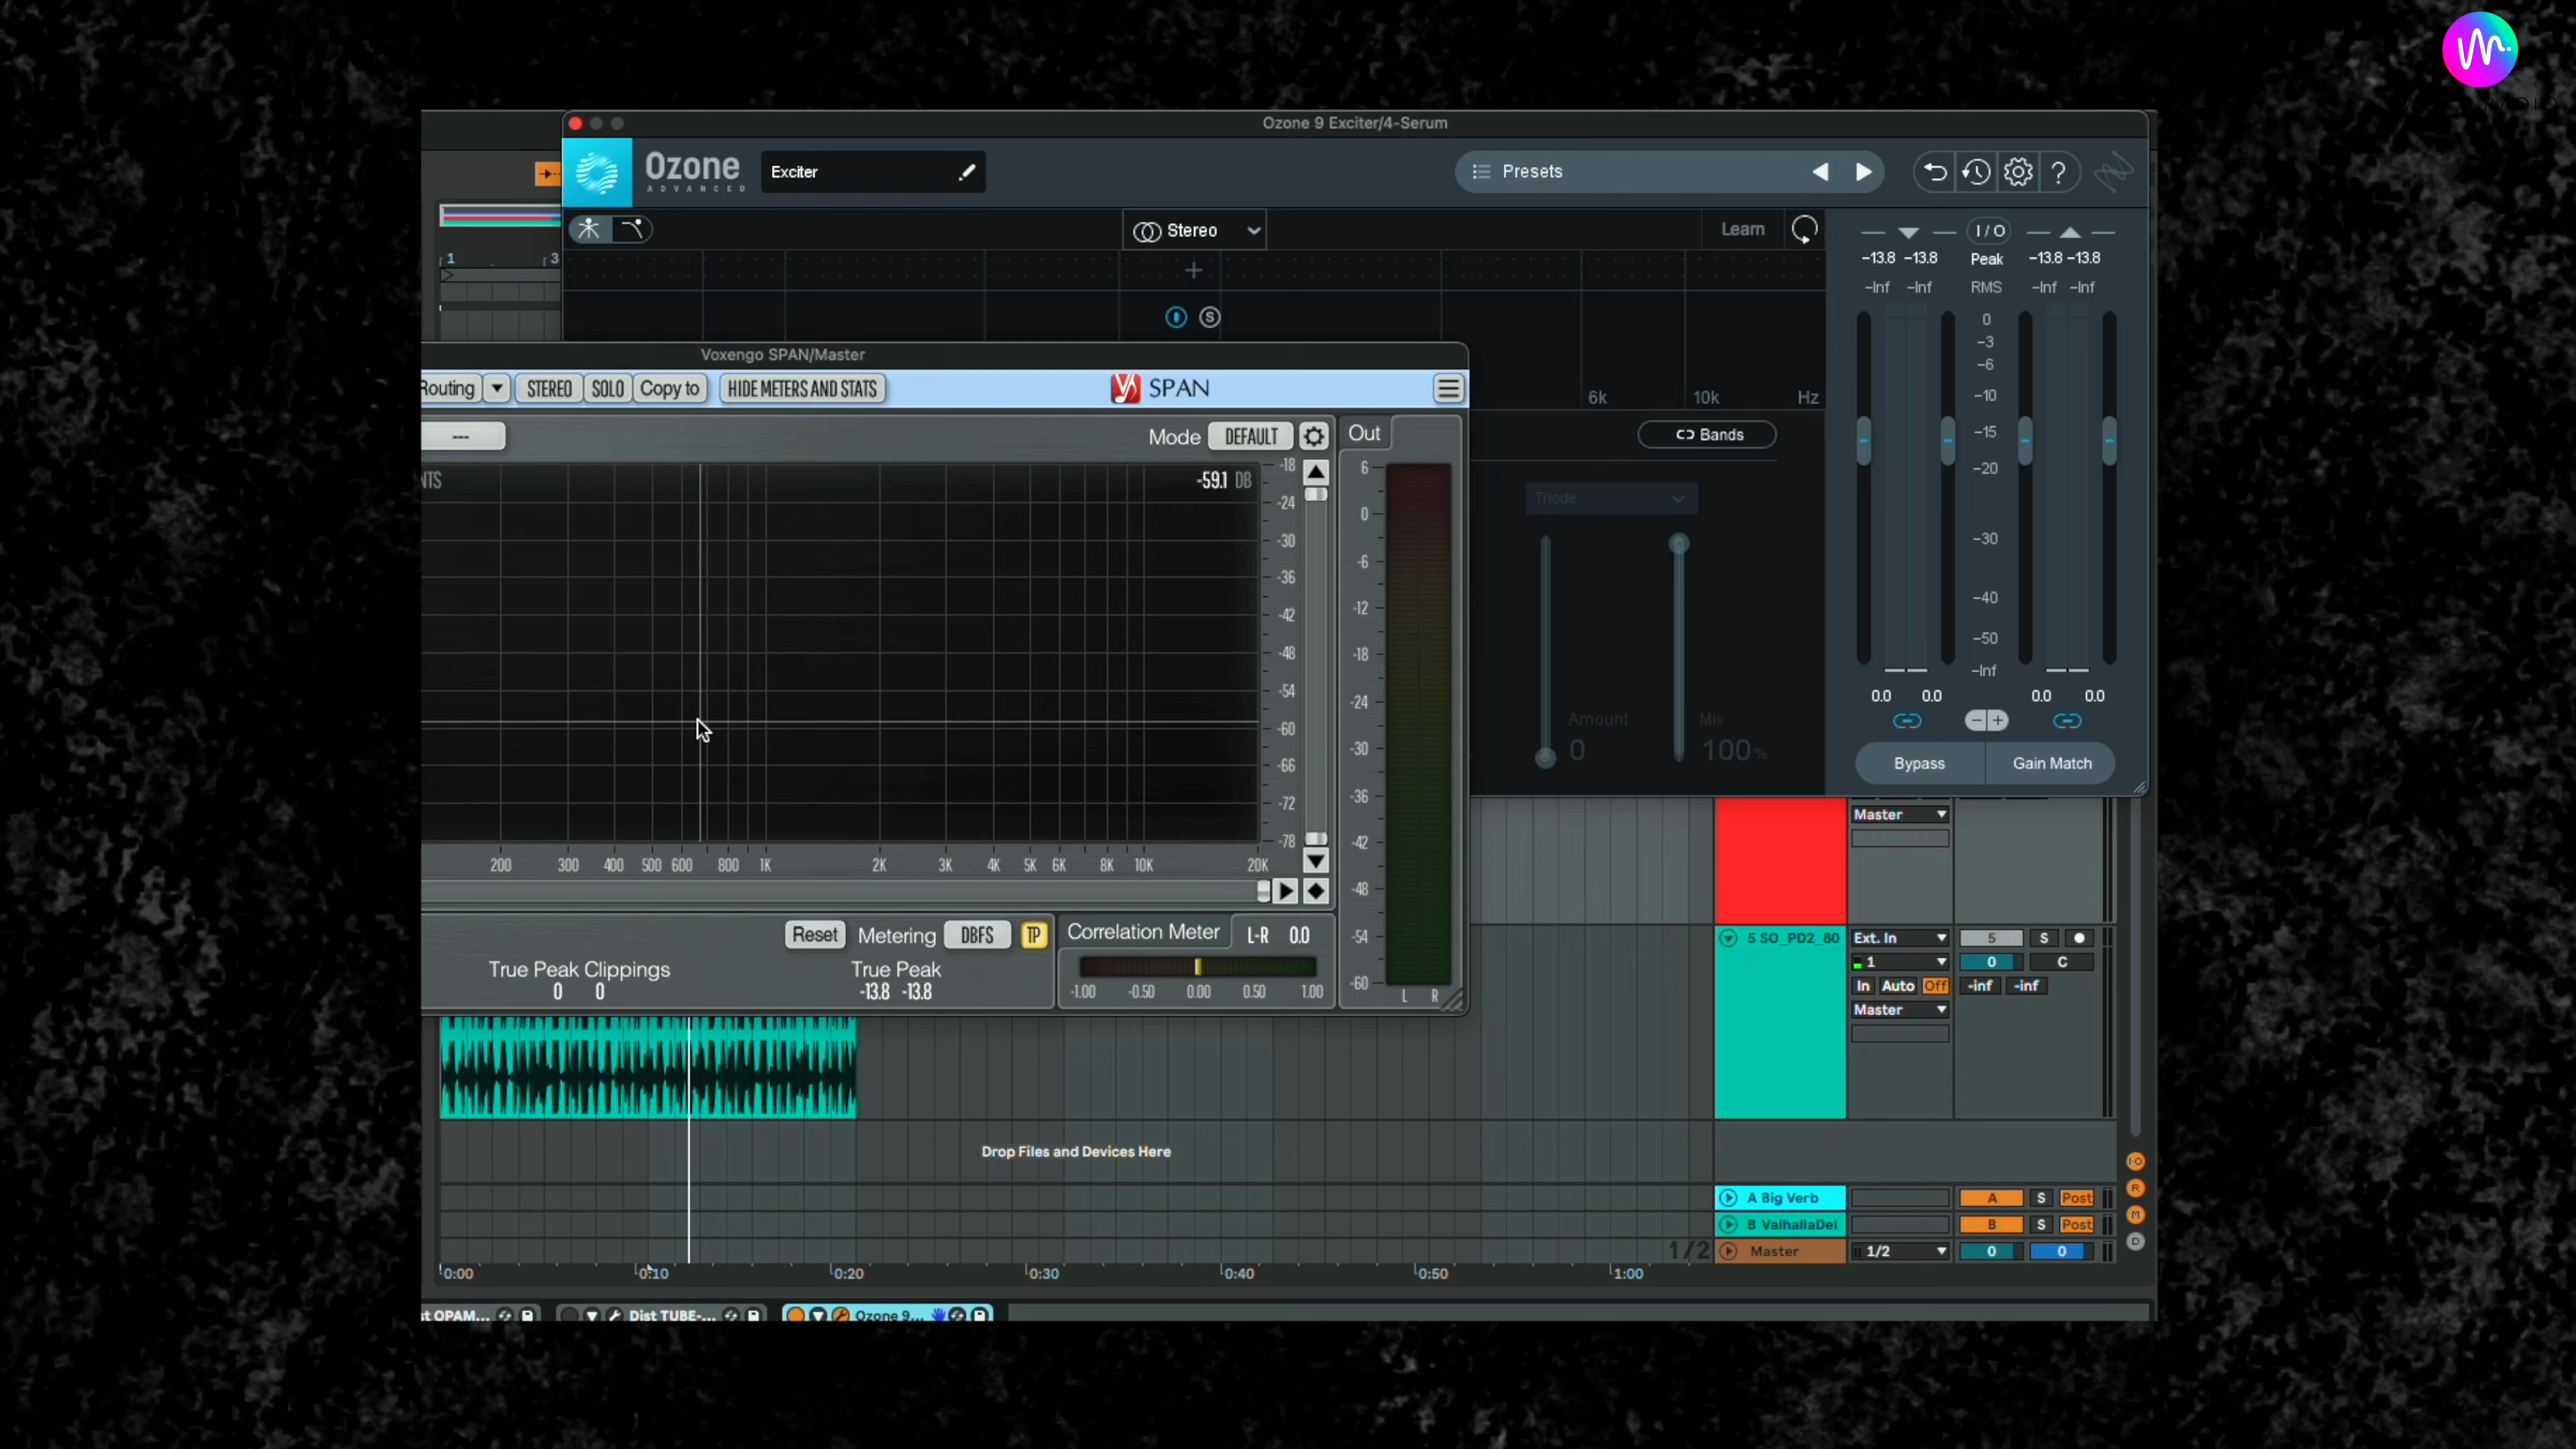 Ozone 9 Exciter/4-Serum
Ozone
ADVANCED
Exciter
Presets
?
Stereo
Learn
I / O
-13.8 -13.8 Peak -13.8 -13.8
-Inf -Inf RMS -Inf -Inf
1 3
S
0
-3
-6
-10
-15
-20
-30
-40
-50
-Inf
0.0 0.0 0.0 0.0
Bypass Gain Match
6k 10k Hz
Bands
Triode
Amount Mix
0 100%
Voxengo SPAN/Master
Routing STEREO SOLO Copy to HIDE METERS AND STATS SPAN
--- Mode DEFAULT Out
-59.1 DB
-18
-24
-30
-36
-42
-48
-54
-60
-66
-72
-78
6
0
-6
-12
-18
-24
-30
-36
-42
-48
-54
-60
L R
200 300 400 500 600 800 1K 2K 3K 4K 5K 6K 8K 10K 20K
Reset Metering DBFS TP Correlation Meter L-R 0.0
True Peak Clippings True Peak
0 0 -13.8 -13.8
-1.00 -0.50 0.00 0.50 1.00
Master
5 SO_PD2_80 Ext. In 5 S
1 0 C
In Auto Off -inf -inf
Master
Drop Files and Devices Here
I·O
A Big Verb A S Post
R
B ValhallaDel B S Post
M
D
1/2 Master 1/2 0 0
0:00 0:10 0:20 0:30 0:40 0:50 1:00
st OPAM... Dist TUBE-... Ozone 9...